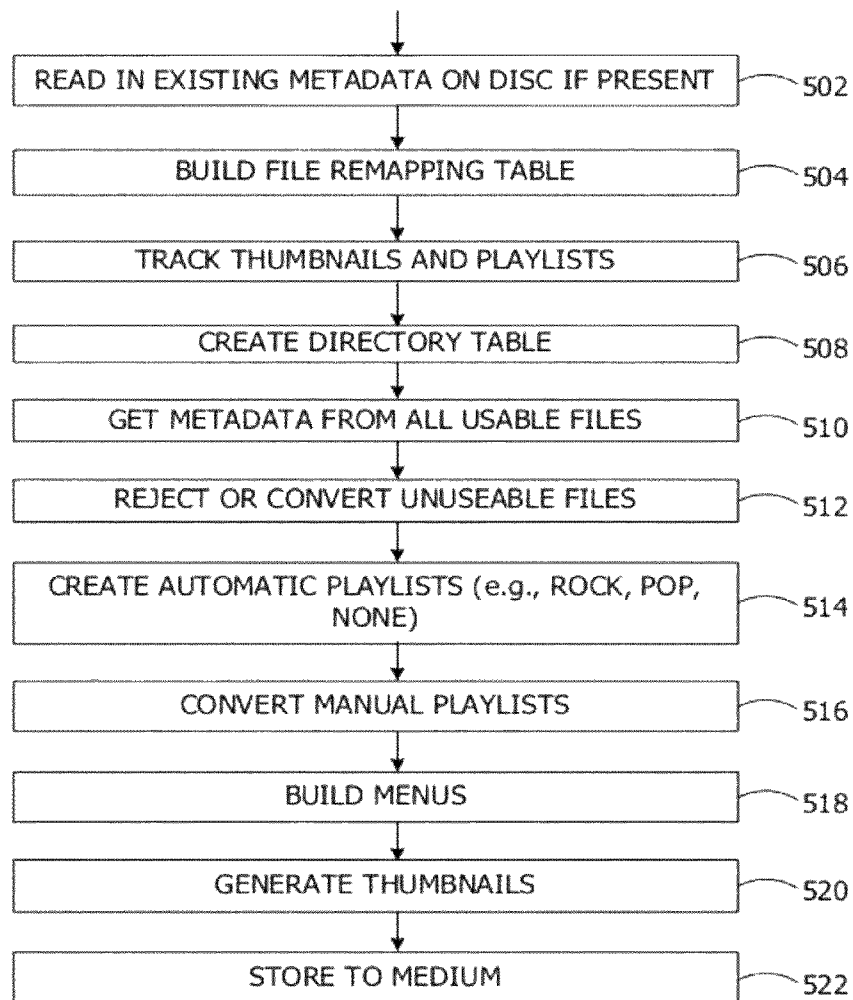 READ IN EXISTING METADATA ON DISC IF PRESENT
502
BUILD FILE REMAPPING TABLE
504
TRACK THUMBNAILS AND PLAYLISTS
506
CREATE DIRECTORY TABLE
508
GET METADATA FROM ALL USABLE FILES
510
REJECT OR CONVERT UNUSEABLE FILES
512
CREATE AUTOMATIC PLAYLISTS (e.g., ROCK, POP,
NONE)
514
CONVERT MANUAL PLAYLISTS
516
BUILD MENUS
518
GENERATE THUMBNAILS
520
STORE TO MEDIUM
522